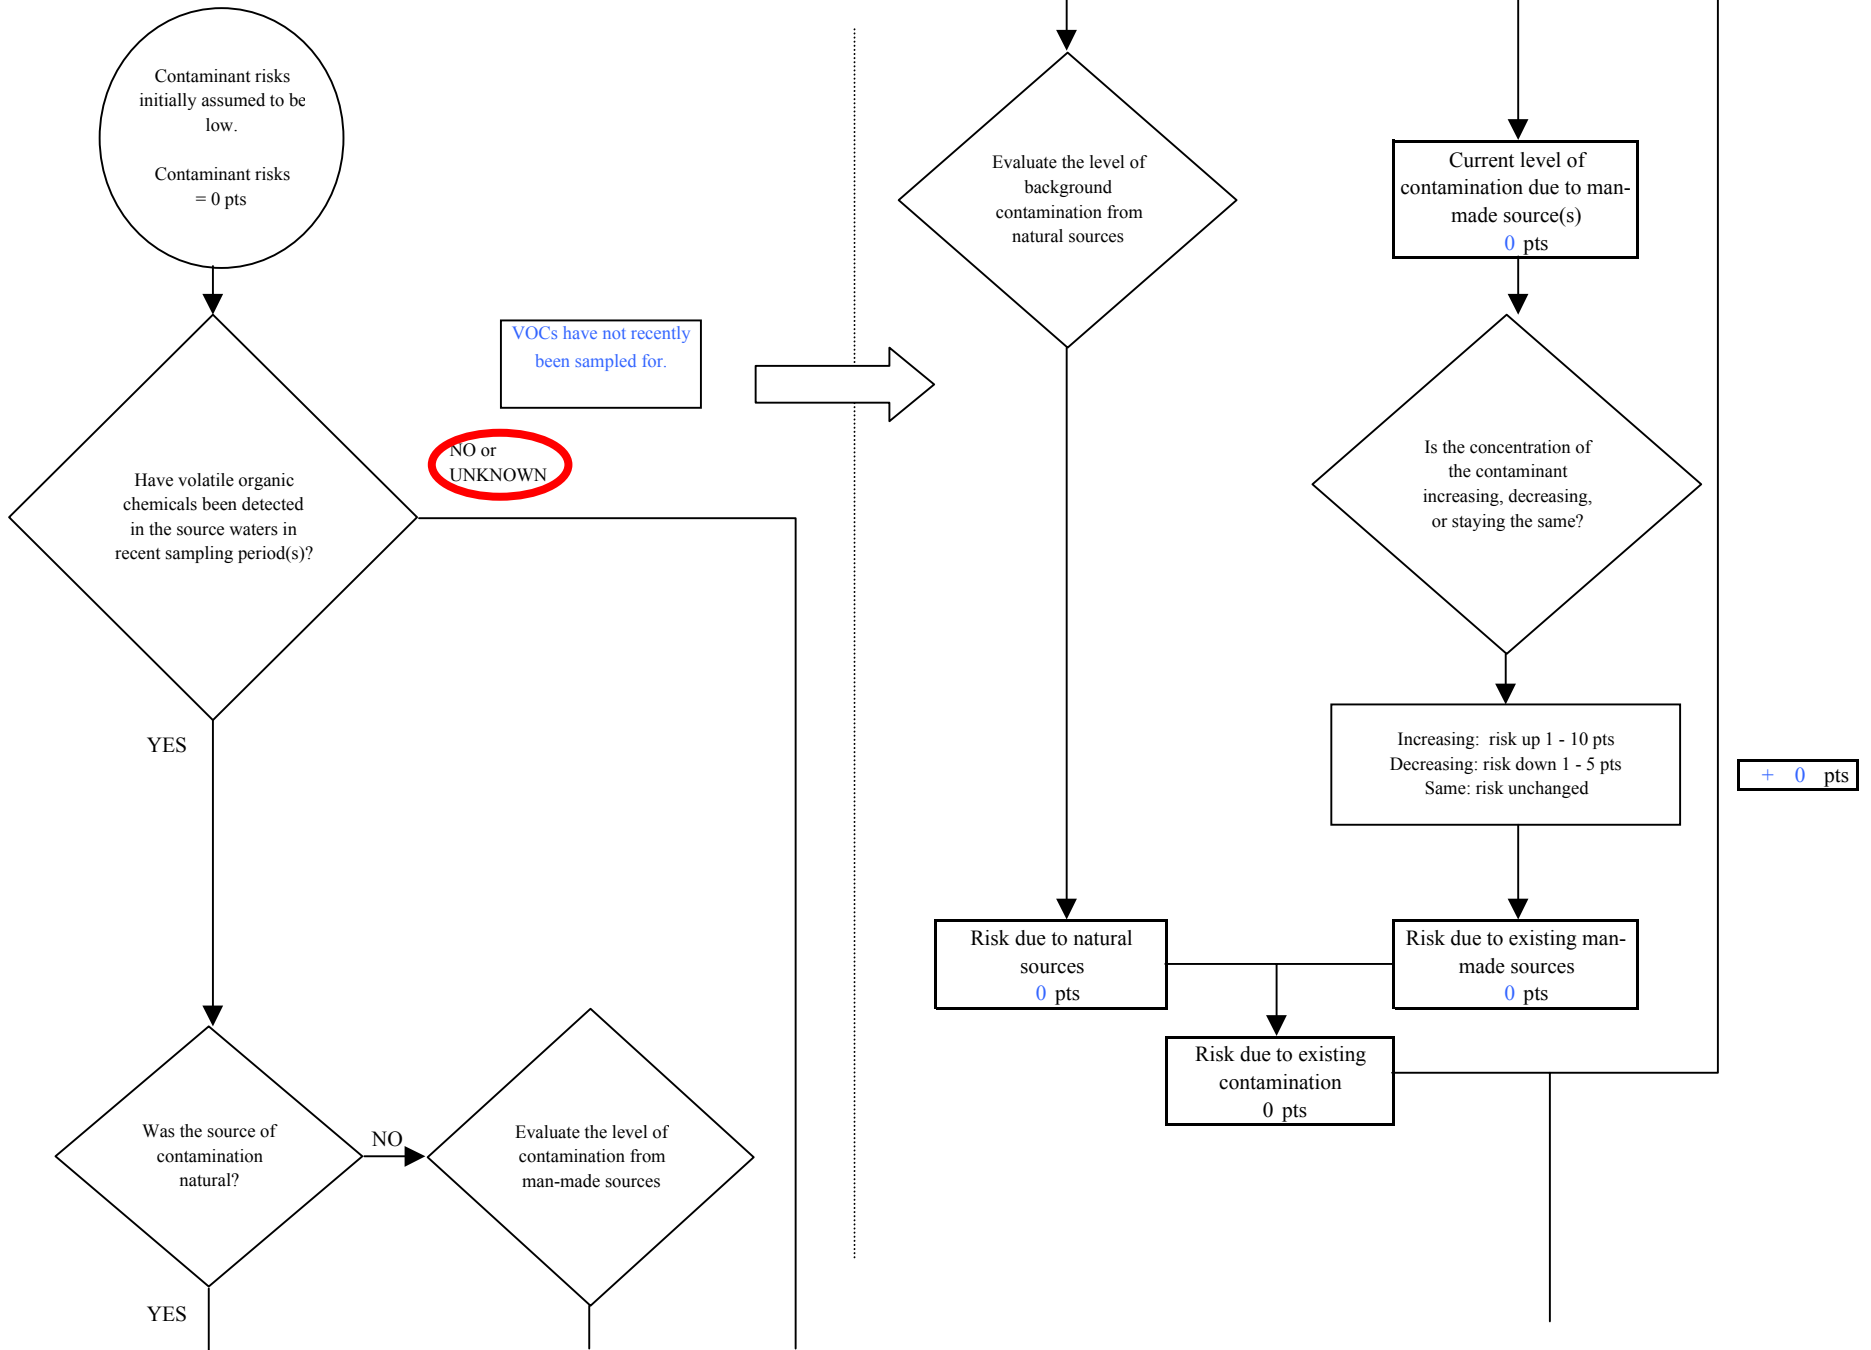 Contaminant risks
initially assumed to be
low.
Contaminant risks
= 0 pts
VOCs have not recently
been sampled for.
NO or
UNKNOWN
Have volatile organic
chemicals been detected
in the source waters in
recent sampling period(s)?
YES
Was the source of
contamination
natural?
NO
Evaluate the level of
contamination from
man-made sources
YES
Evaluate the level of
background
contamination from
natural sources
Current level of
contamination due to man-
made source(s)
0 pts
Is the concentration of
the contaminant
increasing, decreasing,
or staying the same?
Increasing: risk up 1 - 10 pts
Decreasing: risk down 1 - 5 pts
Same: risk unchanged
+ 0 pts
Risk due to natural
sources
0 pts
Risk due to existing man-
made sources
0 pts
Risk due to existing
contamination
0 pts